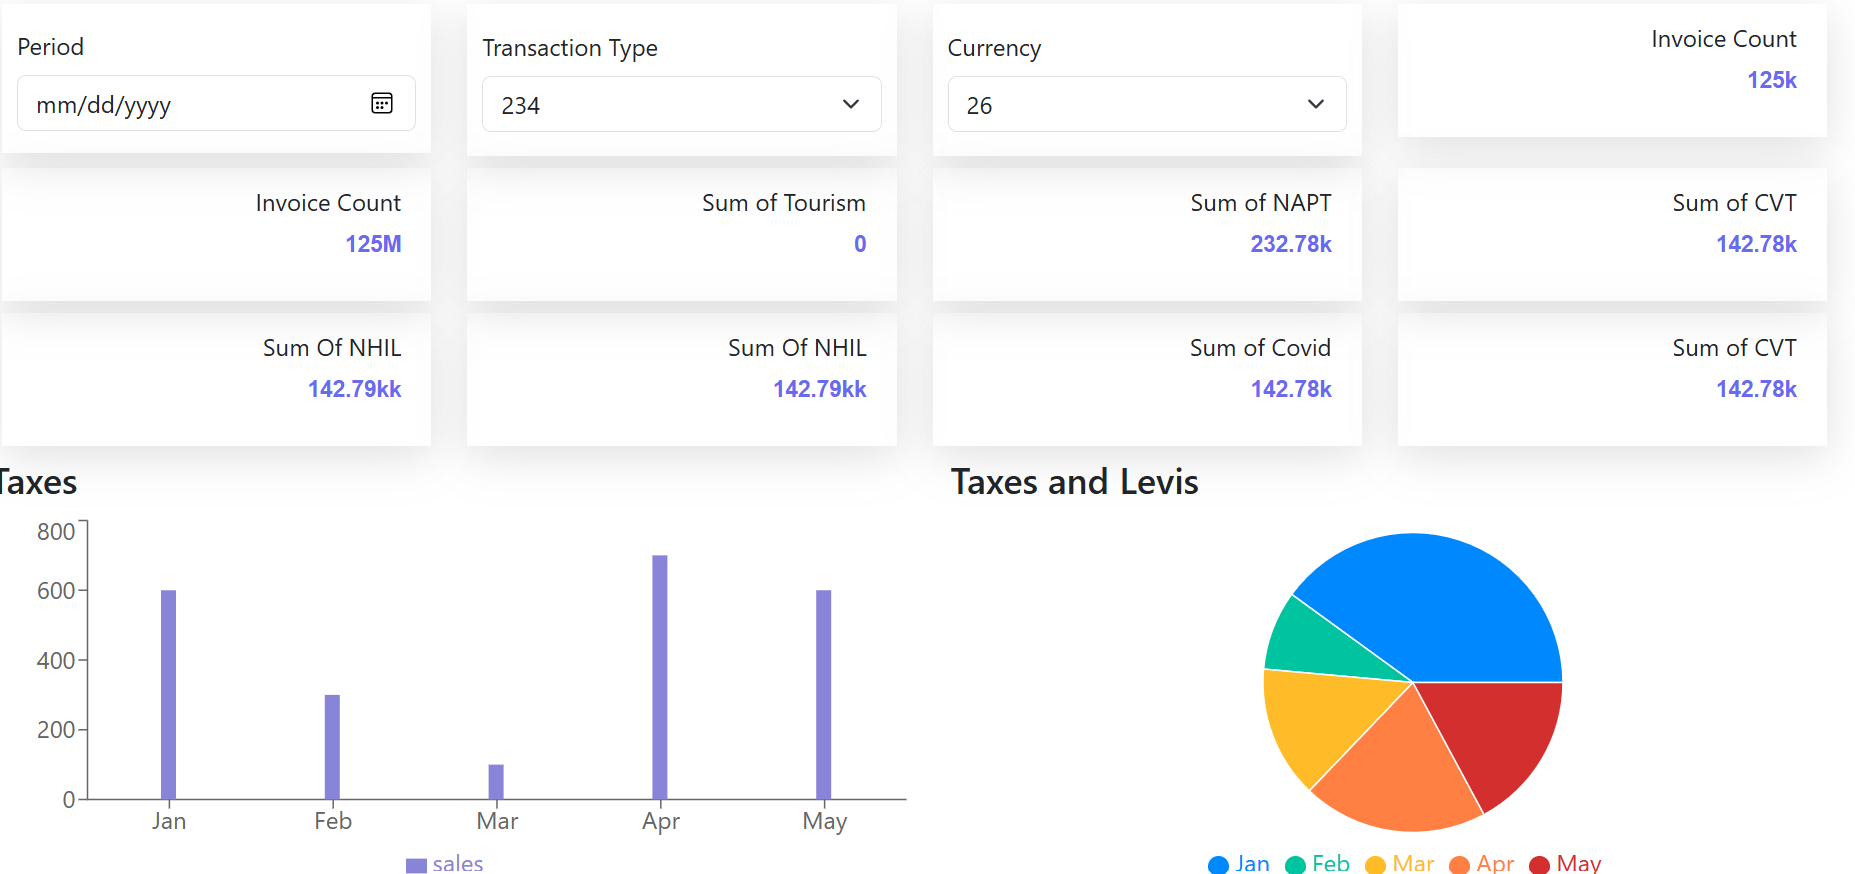 Period
mm/dd/yyyy
Transaction Type
234
Currency
26
Invoice Count
125k
Invoice Count
125M
Sum of Tourism
0
Sum of NAPT
232.78k
Sum of CVT
142.78k
Sum Of NHIL
142.79kk
Sum Of NHIL
142.79kk
Sum of Covid
142.78k
Sum of CVT
142.78k
Taxes
800
600
400
200
0
Jan Feb Mar Apr May
sales
Taxes and Levis
Jan Feb Mar Apr May